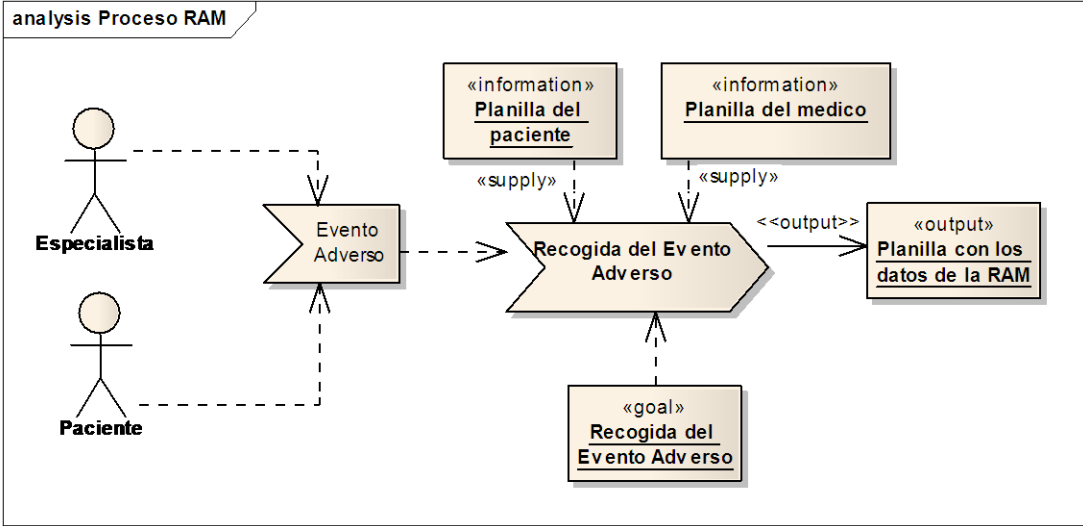 analysis Proceso RAM
«information»
Planilla del
paciente
«information»
Planilla del medico
«supply»
«supply»
Especialista
Evento
Adverso
Recogida del Evento
Adverso
<<output>>
«output»
Planilla con los
datos de la RAM
Paciente
«goal»
Recogida del
Evento Adverso